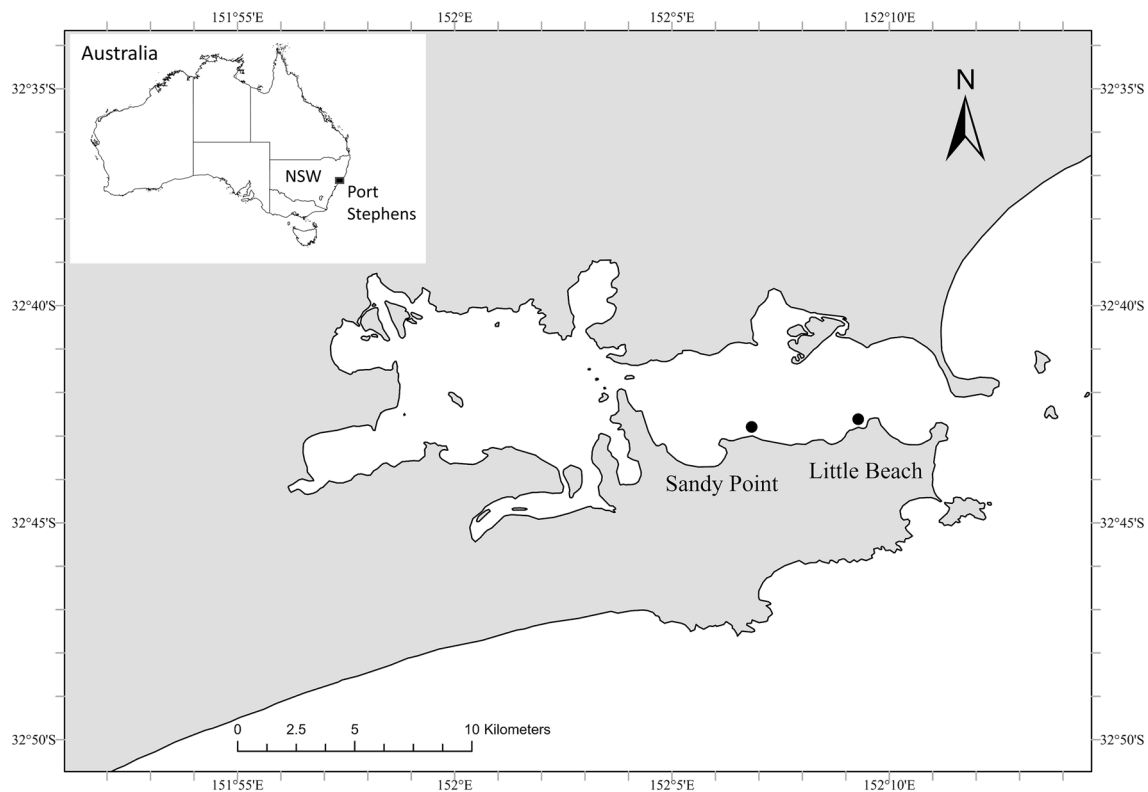 151°55'E 152°E 152°5'E 152°10'E
Australia
N
32°35'S 32°35'S
NSW
Port
Stephens
32°40'S 32°40'S
Little Beach
Sandy Point
32°45'S 32°45'S
0 2.5 5 10 Kilometers
32°50'S 32°50'S
151°55'E 152°E 152°5'E 152°10'E